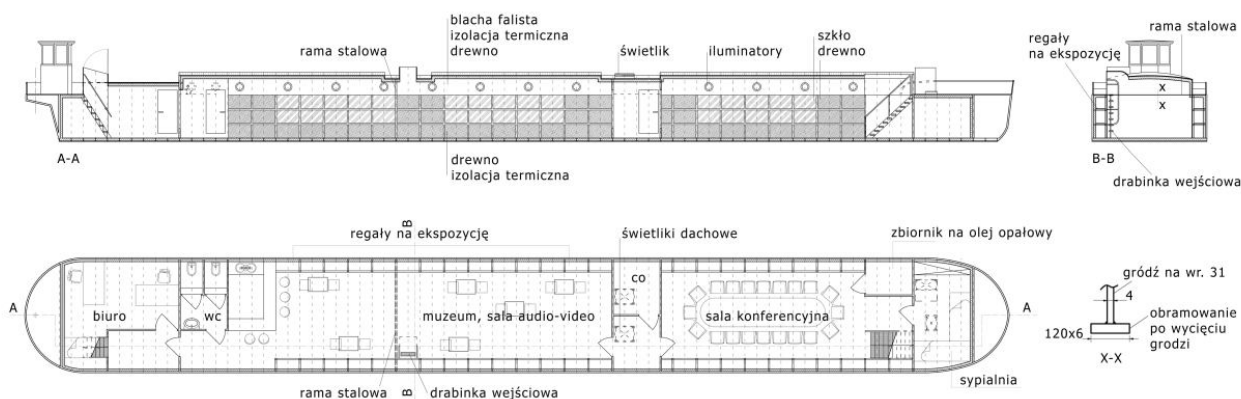 blacha falista
izolacja termiczna
rama stalowa
drewno
świetlik
iluminatory
szkło
drewno
A-A
drewno
izolacja termiczna
rama stalowa
regały
na ekspozycję
x
x
B-B
drabinka wejściowa
B
regały na ekspozycję
świetliki dachowe
zbiornik na olej opałowy
A
biuro
wc
muzeum, sala audio-video
co
sala konferencyjna
A
rama stalowa
B
drabinka wejściowa
sypialnia
gródź na wr. 31
4
obramowanie
po wycięciu
grodzi
120x6
X-X